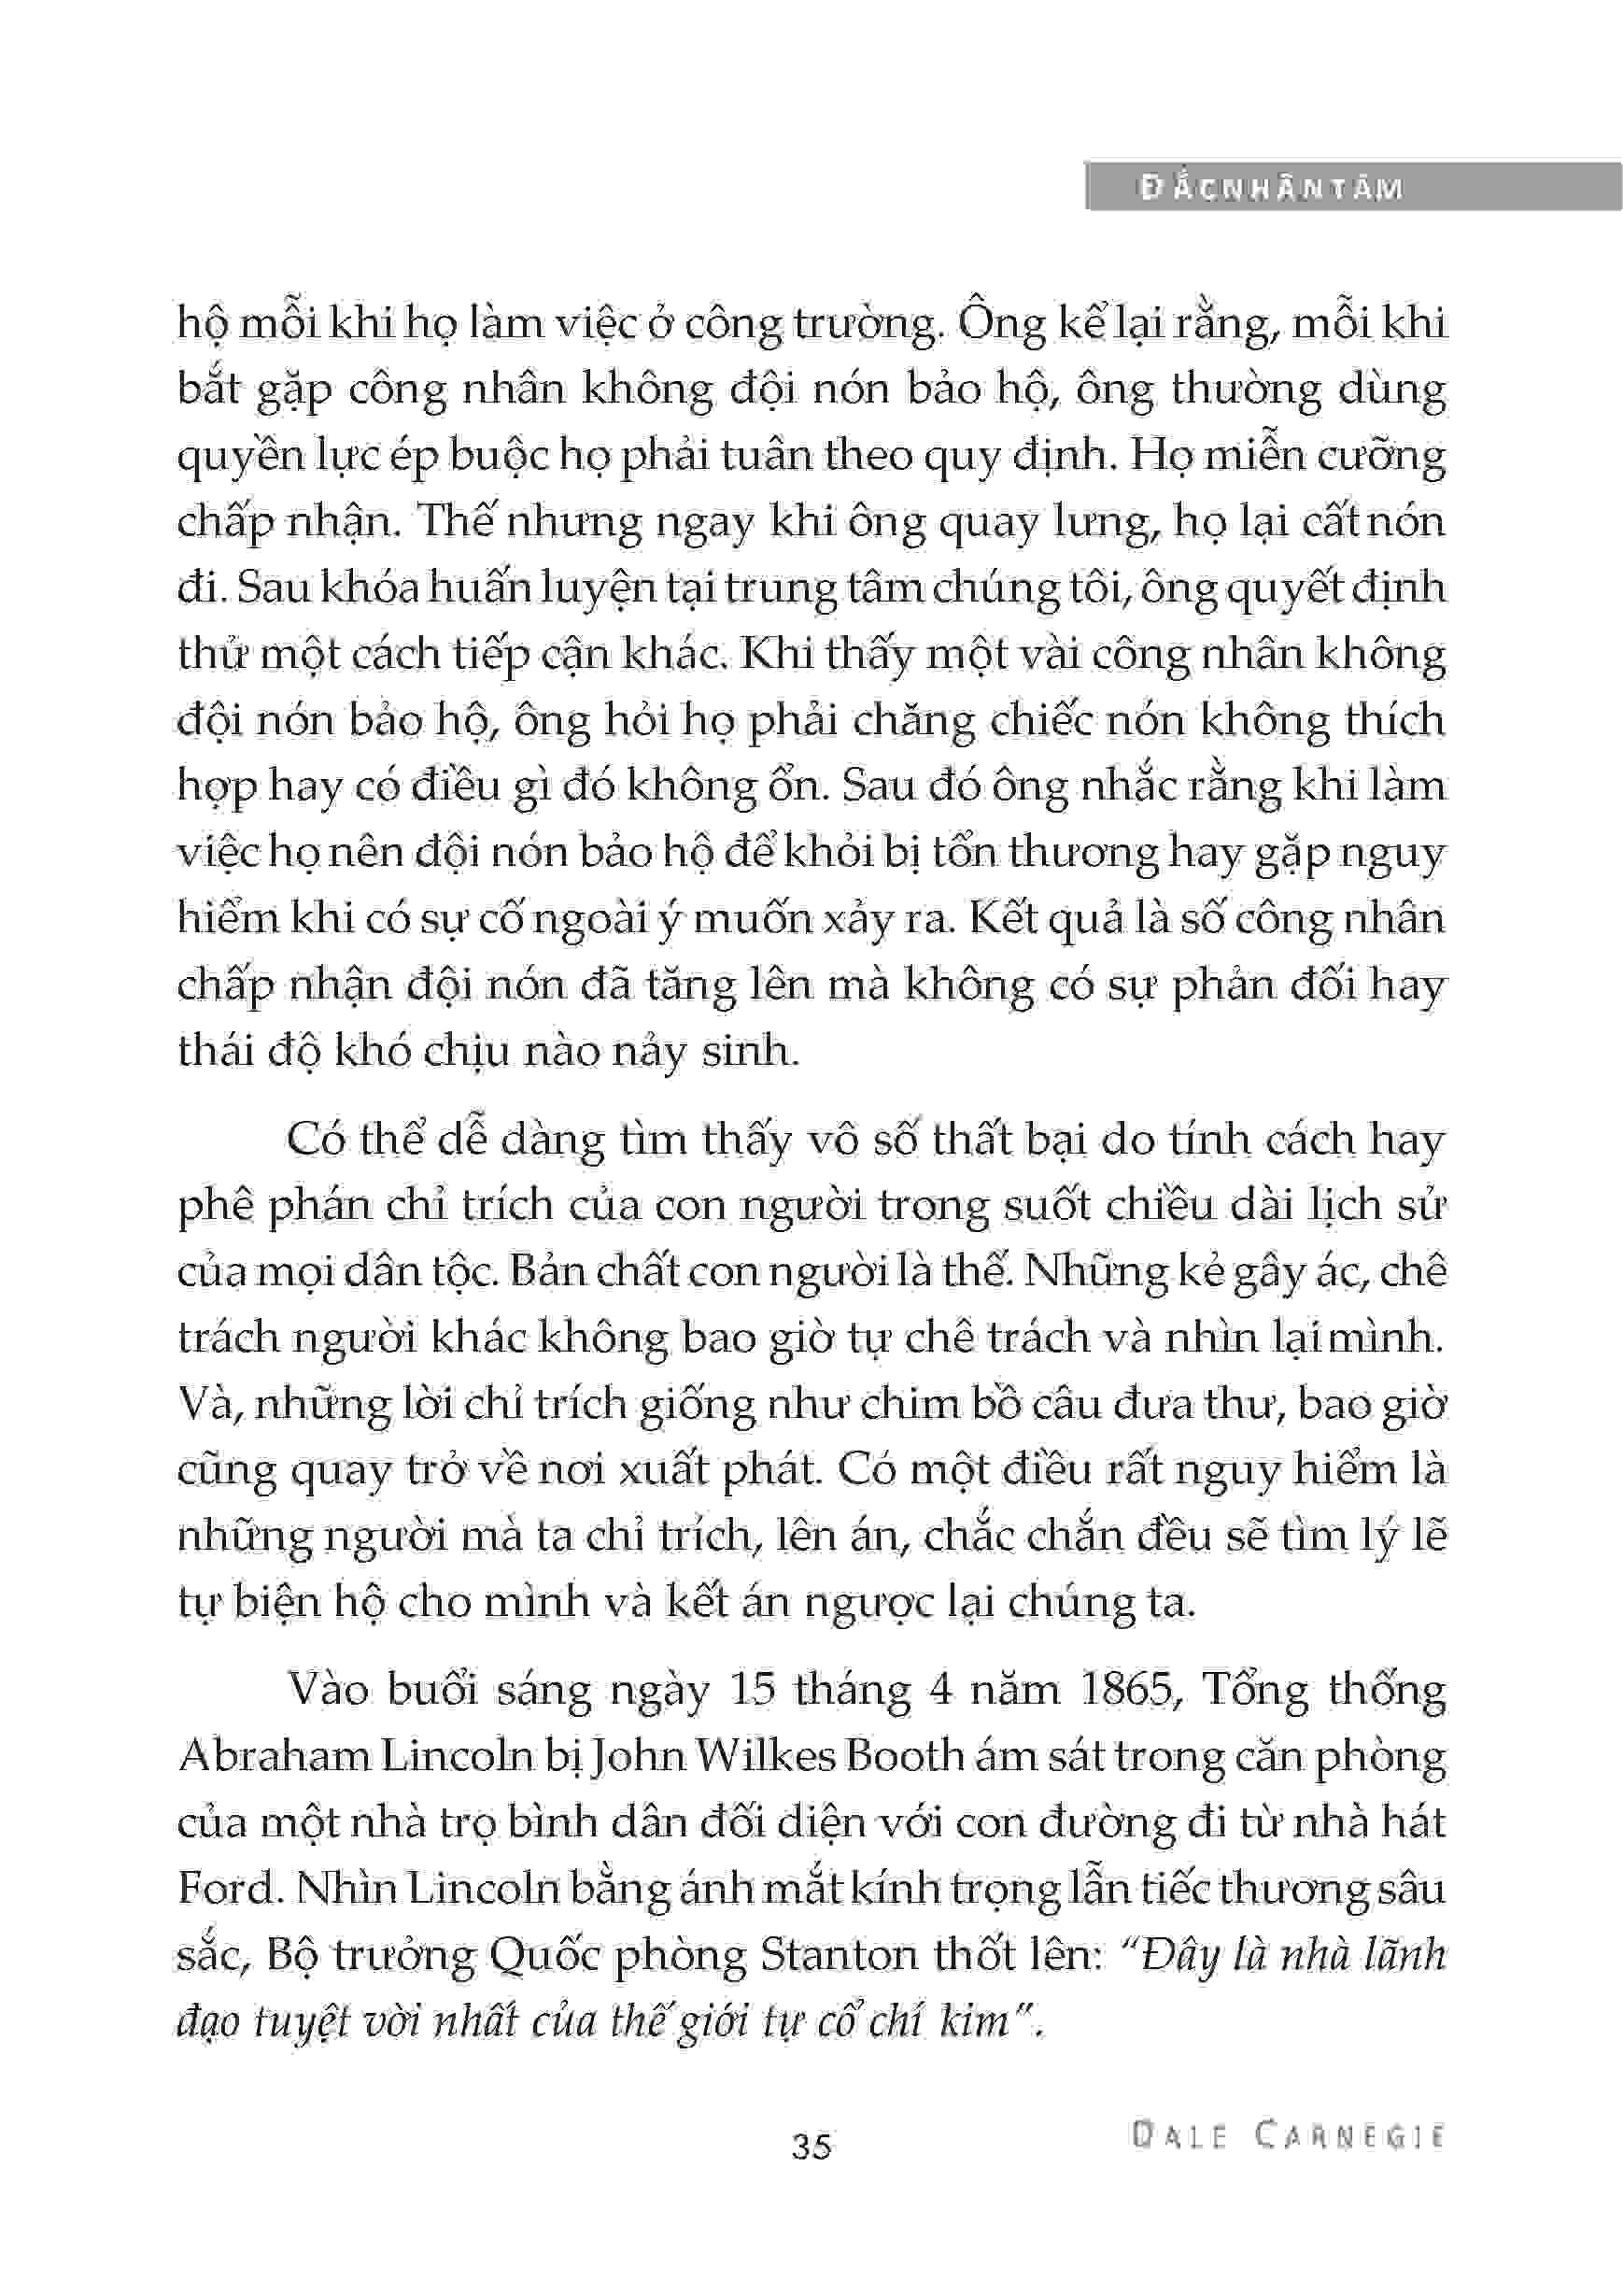 ĐẮCNHÂNTÂM
hộ mỗi khi họ làm việc ở công trường. Ông kể lại rằng, mỗi khi
bắt gặp công nhân không đội nón bảo hộ, ông thường dùng
quyền lực ép buộc họ phải tuân theo quy định. Họ miễn cưỡng
chấp nhận. Thế nhưng ngay khi ông quay lưng, họ lại cất nón
đi. Sau khóa huấn luyện tại trung tâm chúng tôi, ông quyết định
thử một cách tiếp cận khác. Khi thấy một vài công nhân không
đội nón bảo hộ, ông hỏi họ phải chăng chiếc nón không thích
hợp hay có điều gì đó không ổn. Sau đó ông nhắc rằng khi làm
việc họ nên đội nón bảo hộ để khỏi bị tổn thương hay gặp nguy
hiểm khi có sự cố ngoài ý muốn xảy ra. Kết quả là số công nhân
chấp nhận đội nón đã tăng lên mà không có sự phản đối hay
thái độ khó chịu nào nảy sinh.
Có thể dễ dàng tìm thấy vô số thất bại do tính cách hay
phê phán chỉ trích của con người trong suốt chiều dài lịch sử
của mọi dân tộc. Bản chất con người là thế. Những kẻ gây ác, chê
trách người khác không bao giờ tự chê trách và nhìn lại mình.
Và, những lời chỉ trích giống như chim bồ câu đưa thư, bao giờ
cũng quay trở về nơi xuất phát. Có một điều rất nguy hiểm là
những người mà ta chỉ trích, lên án, chắc chắn đều sẽ tìm lý lẽ
tự biện hộ cho mình và kết án ngược lại chúng ta.
Vào buổi sáng ngày 15 tháng 4 năm 1865, Tổng thống
Abraham Lincoln bị John Wilkes Booth ám sát trong căn phòng
của một nhà trọ bình dân đối diện với con đường đi từ nhà hát
Ford. Nhìn Lincoln bằng ánh mắt kính trọng lẫn tiếc thương sâu
sắc, Bộ trưởng Quốc phòng Stanton thốt lên: “Đây là nhà lãnh
đạo tuyệt vời nhất của thế giới tự cổ chí kim”.
35
DALE CARNEGIE